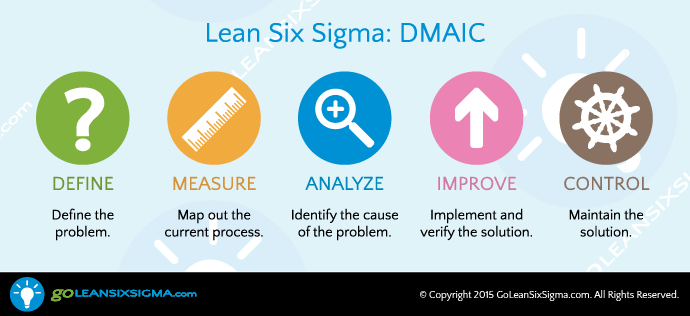 Lean Six Sigma: DMAIC
DEFINE
Define the
problem.
MEASURE
Map out the
current process.
ANALYZE
Identify the cause
of the problem.
IMPROVE
Implement and
verify the solution.
CONTROL
Maintain the
solution.
goLEANSIXSIGMA.com
© Copyright 2015 GoLeanSixSigma.com. All Rights Reserved.